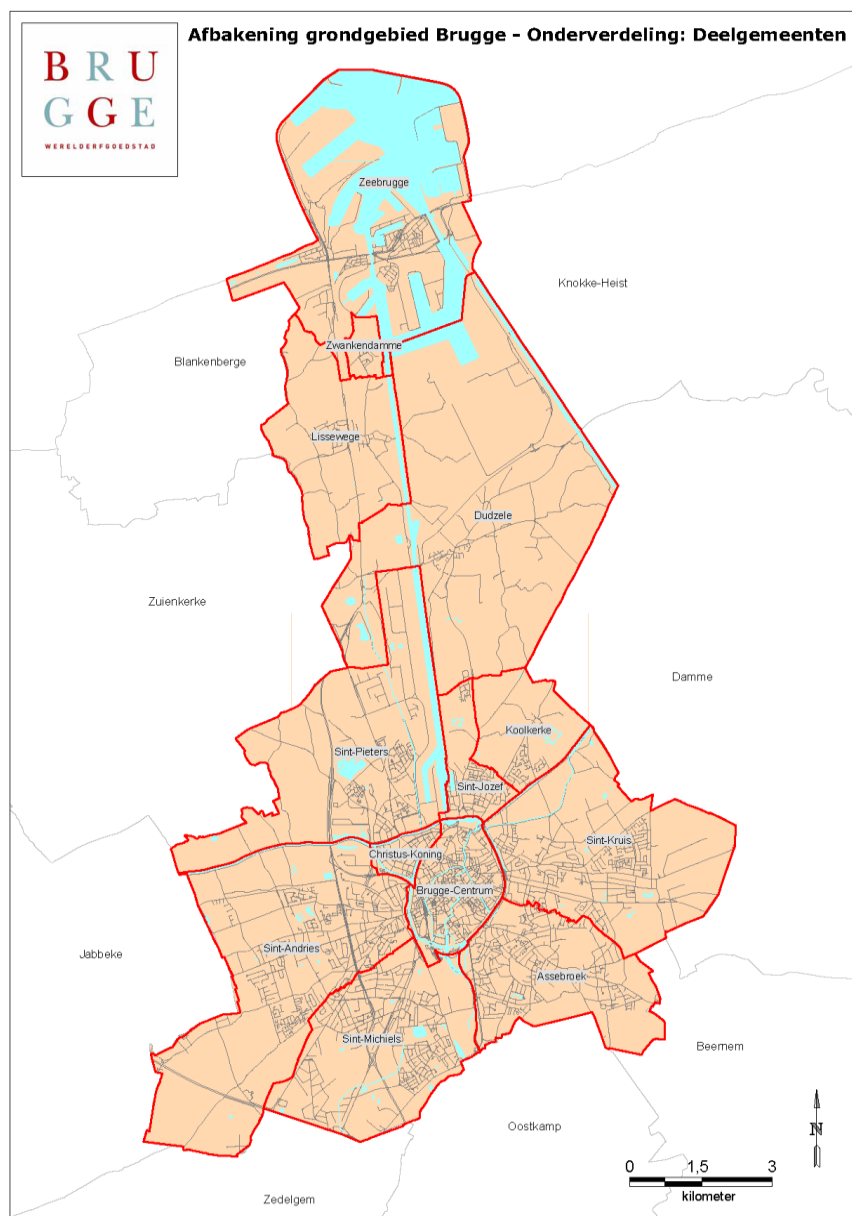 Afbakening grondgebied Brugge - Onderverdeling: Deelgemeenten
BRU
GGE
WERELDERFGOEDSTAD
Zeebrugge
Knokke-Heist
Zwankendamme
Blankenberge
Lissewege
Dudzele
Zuienkerke
Damme
Koolkerke
Sint-Pieters
Sint-Jozef
Sint-Kruis
Christus-Koning
Brugge-Centrum
Sint-Andries
Jabbeke
Assebroek
Sint-Michiels
Beernem
Oostkamp
N
0 1,5 3
kilometer
Zedelgem